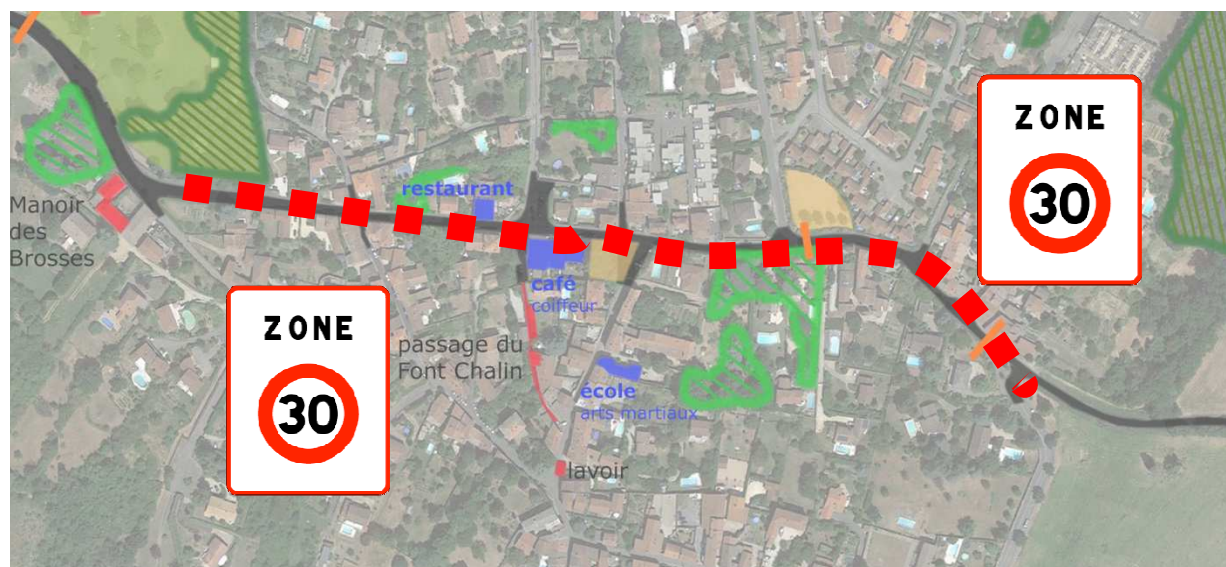 ZONE
30
restaurant
Manoir
des
Brosses
café
coiffeur
ZONE
30
passage du
Font Chalin
école
arts martiaux
lavoir